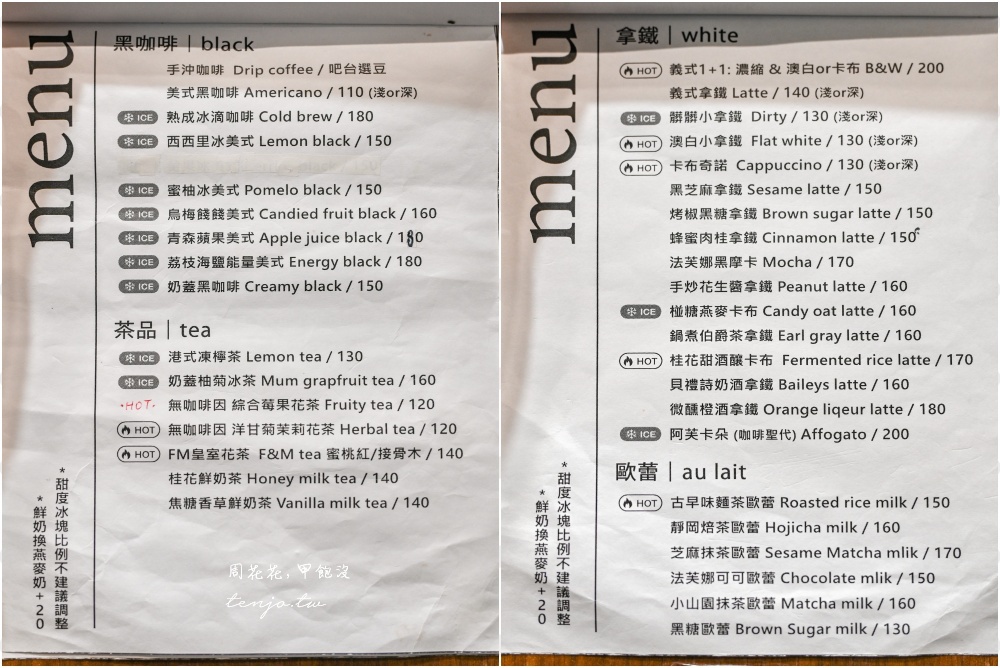 menu
黑咖啡｜black
手沖咖啡 Drip coffee / 吧台選豆
美式黑咖啡 Americano / 110 (淺or深)
ICE 熟成冰滴咖啡 Cold brew / 180
ICE 西西里冰美式 Lemon black / 150
ICE 蜜柚冰美式 Pomelo black / 150
ICE 烏梅餞餞美式 Candied fruit black / 160
ICE 青森蘋果美式 Apple juice black / 180
ICE 荔枝海鹽能量美式 Energy black / 180
ICE 奶蓋黑咖啡 Creamy black / 150
茶品｜tea
ICE 港式凍檸茶 Lemon tea / 130
ICE 奶蓋柚菊冰茶 Mum grapfruit tea / 160
·HOT· 無咖啡因 綜合莓果花茶 Fruity tea / 120
HOT 無咖啡因 洋甘菊茉莉花茶 Herbal tea / 120
HOT FM皇室花茶 F&M tea 蜜桃紅/接骨木 / 140
桂花鮮奶茶 Honey milk tea / 140
焦糖香草鮮奶茶 Vanilla milk tea / 140
*甜度冰塊比例不建議調整
*鮮奶換燕麥奶+20
周花花，甲飽沒
tenjo.tw
menu
拿鐵｜white
HOT 義式1+1: 濃縮 & 澳白or卡布 B&W / 200
義式拿鐵 Latte / 140 (淺or深)
ICE 髒髒小拿鐵 Dirty / 130 (淺or深)
HOT 澳白小拿鐵 Flat white / 130 (淺or深)
HOT 卡布奇諾 Cappuccino / 130 (淺or深)
黑芝麻拿鐵 Sesame latte / 150
烤椒黑糖拿鐵 Brown sugar latte / 150
蜂蜜肉桂拿鐵 Cinnamon latte / 150
法芙娜黑摩卡 Mocha / 170
手炒花生醬拿鐵 Peanut latte / 160
ICE 椪糖燕麥卡布 Candy oat latte / 160
鍋煮伯爵茶拿鐵 Earl gray latte / 160
HOT 桂花甜酒釀卡布 Fermented rice latte / 170
貝禮詩奶酒拿鐵 Baileys latte / 160
微醺橙酒拿鐵 Orange liqeur latte / 180
ICE 阿芙卡朵 (咖啡聖代) Affogato / 200
歐蕾｜au lait
HOT 古早味麵茶歐蕾 Roasted rice milk / 150
靜岡焙茶歐蕾 Hojicha milk / 160
芝麻抹茶歐蕾 Sesame Matcha mlik / 170
法芙娜可可歐蕾 Chocolate mlik / 150
小山園抹茶歐蕾 Matcha milk / 160
黑糖歐蕾 Brown Sugar milk / 130
*甜度冰塊比例不建議調整
*鮮奶換燕麥奶+20